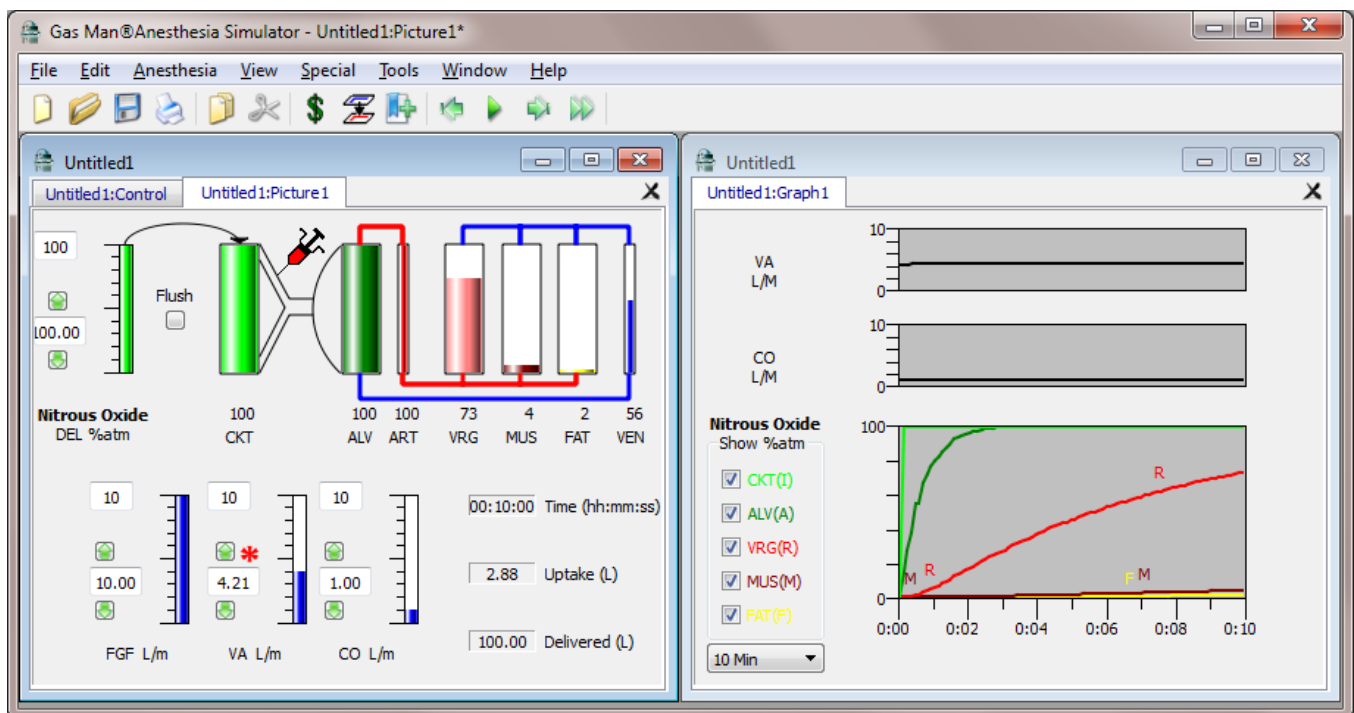 Gas Man®Anesthesia Simulator - Untitled1:Picture1*
File Edit Anesthesia View Special Tools Window Help
$
Untitled1
Untitled1:Control Untitled1:Picture1 X
100
Flush
100.00
Nitrous Oxide
DEL %atm
100 100 100 73 4 2 56
CKT ALV ART VRG MUS FAT VEN
10 10 10
*
10.00 4.21 1.00
FGF L/m VA L/m CO L/m
00:10:00 Time (hh:mm:ss)
2.88 Uptake (L)
100.00 Delivered (L)
Untitled1
Untitled1:Graph1 X
10
VA
L/M
0
10
CO
L/M
0
Nitrous Oxide
Show %atm
CKT(I)
ALV(A)
VRG(R)
MUS(M)
FAT(F)
10 Min
100
R
M R F M
0
0:00 0:02 0:04 0:06 0:08 0:10